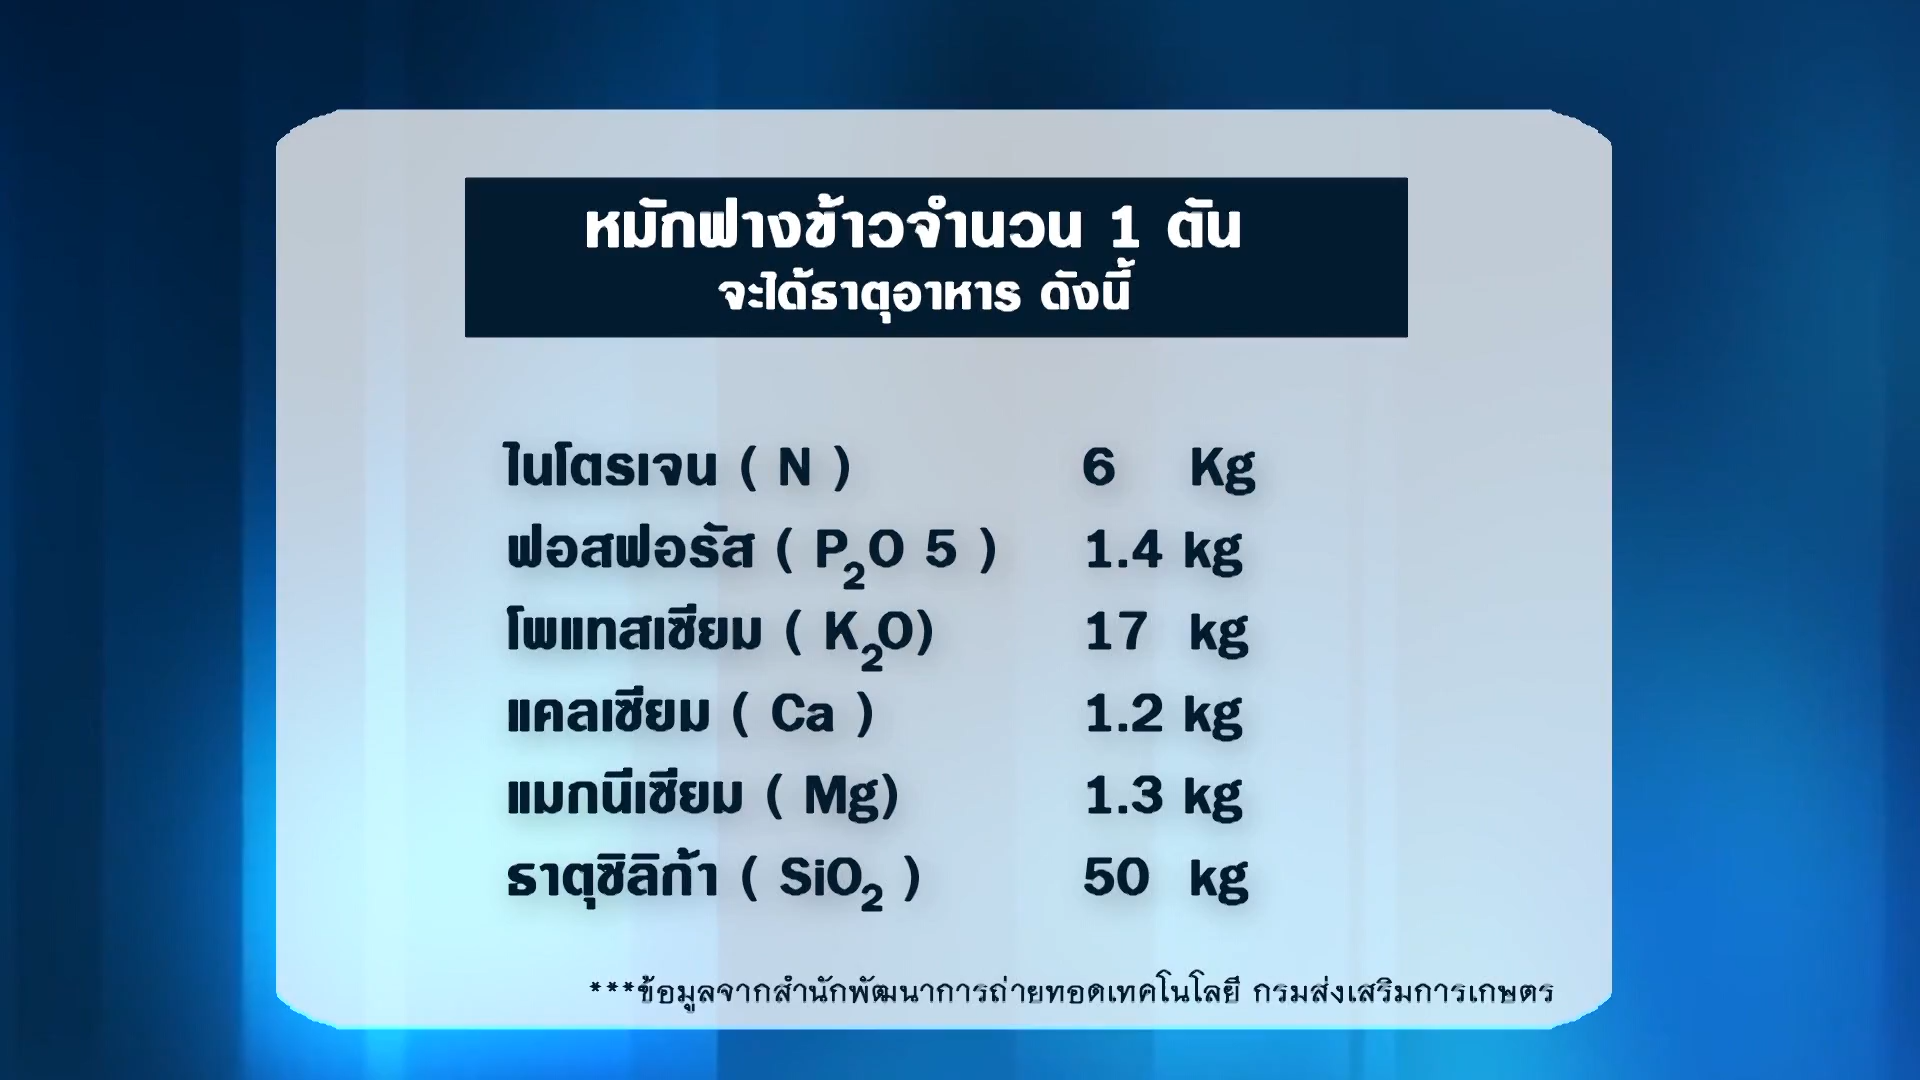 หมักฟางข้าวจำนวน 1 ตัน
จะได้ธาตุอาหาร ดังนี้
ไนโตรเจน ( N ) 6 Kg
ฟอสฟอรัส ( P₂O 5 ) 1.4 kg
โพแทสเซียม ( K₂O) 17 kg
แคลเซียม ( Ca ) 1.2 kg
แมกนีเซียม ( Mg) 1.3 kg
ธาตุซิลิก้า ( SiO₂ ) 50 kg
***ข้อมูลจากสำนักพัฒนาการถ่ายทอดเทคโนโลยี กรมส่งเสริมการเกษตร